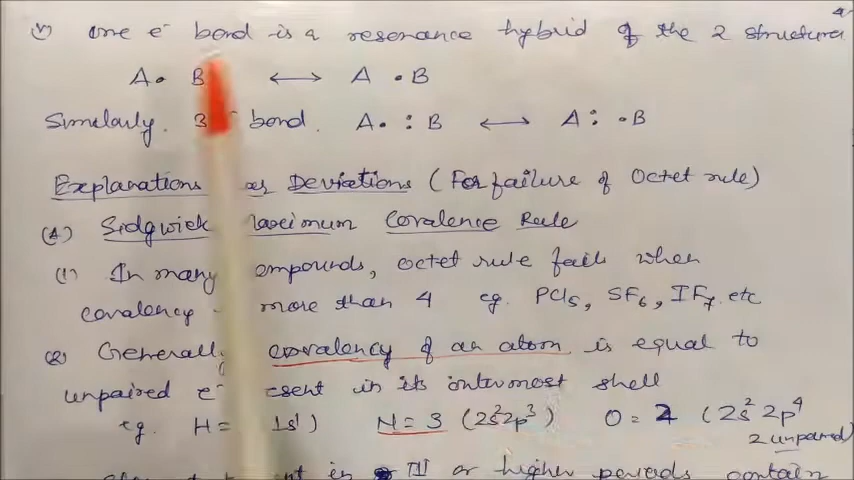 (v) one e⁻ bond is a resonance hybrid of the 2 structures
A• B ⟷ A •B
Similarly. 3 bond. A• :B ⟷ A: •B
Explanations Deviations (For failure of Octet rule)
(A) Sidgwick Covalence Rule
(1) In many compounds, octet rule fails when
covalency more than 4 eg. PCl5, SF6, IF7 etc
(2) Generally covalency of an atom is equal to
unpaired e⁻ in its outermost shell
eg. H = 1s¹) N = 3 (2s²2p³) O = 2 (2s² 2p⁴
2 unpaired)
in III or higher periods contain